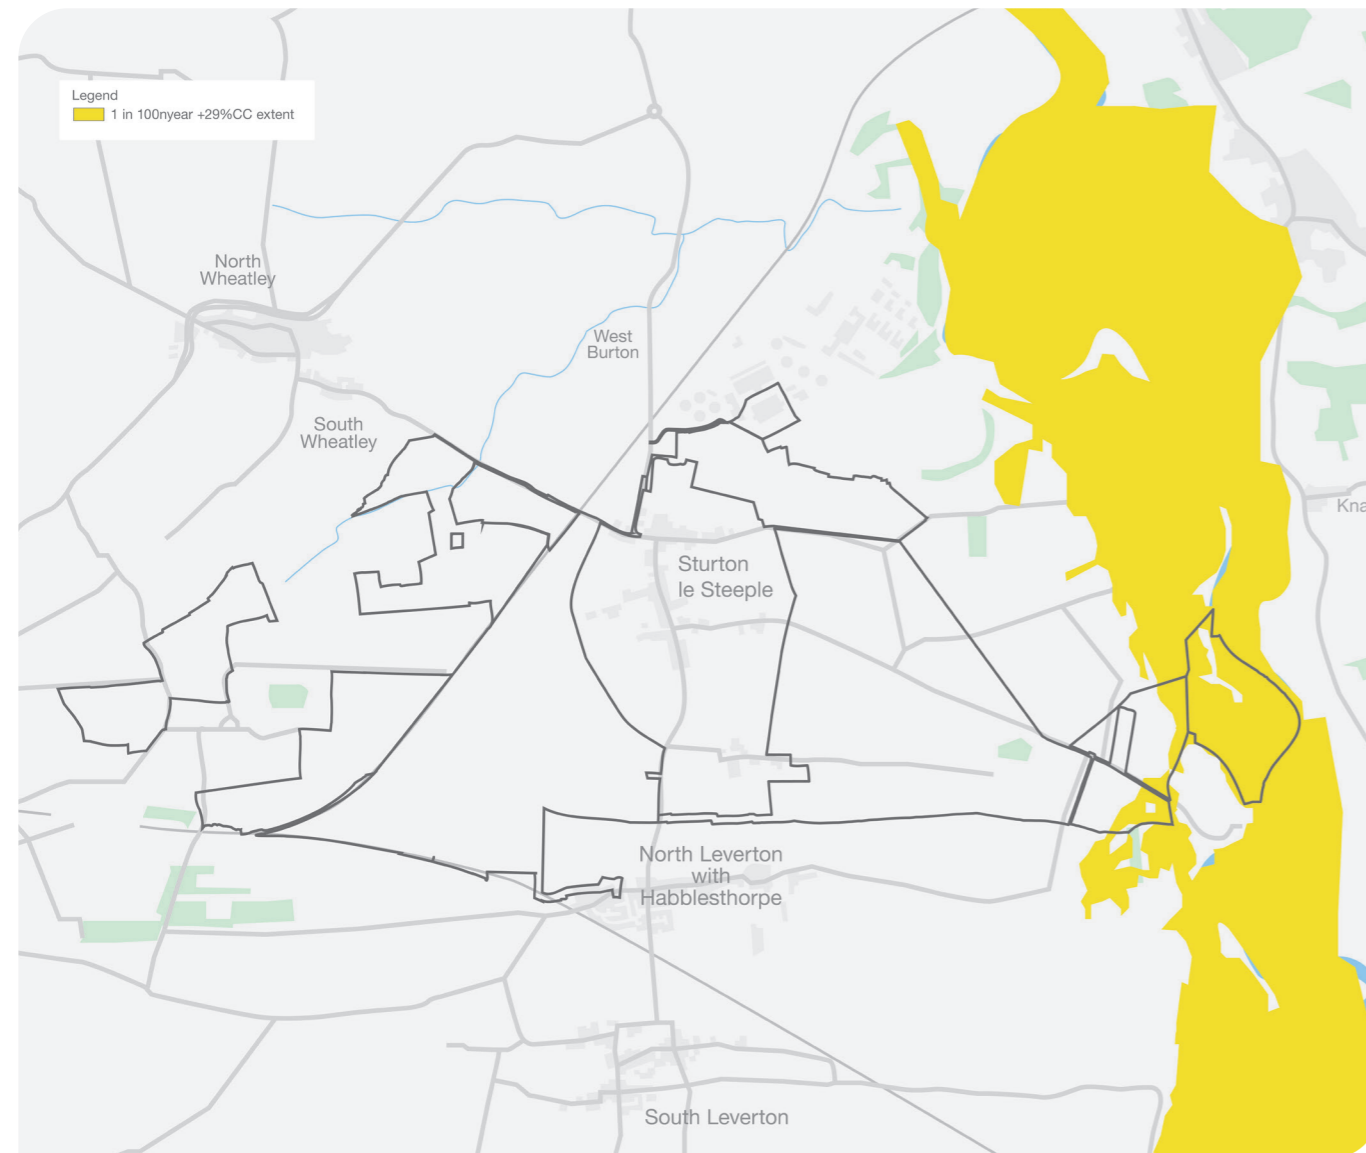 Legend
1 in 100nyear +29%CC extent
North
Wheatley
West
Burton
South
Wheatley
Kna
Sturton
le Steeple
North Leverton
with
Habblesthorpe
South Leverton